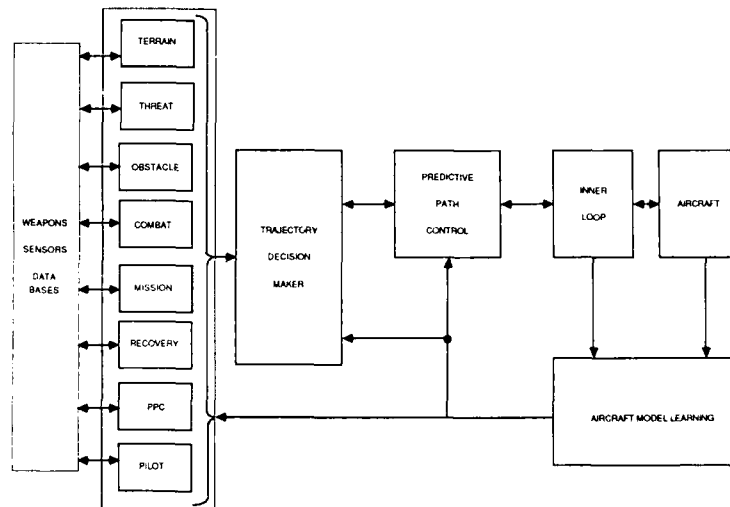 WEAPONS
SENSORS
DATA
BASES
TERRAIN
THREAT
OBSTACLE
COMBAT
MISSION
RECOVERY
PPC
PILOT
TRAJECTORY
DECISION
MAKER
PREDICTIVE
PATH
CONTROL
INNER
LOOP
AIRCRAFT
AIRCRAFT MODEL LEARNING